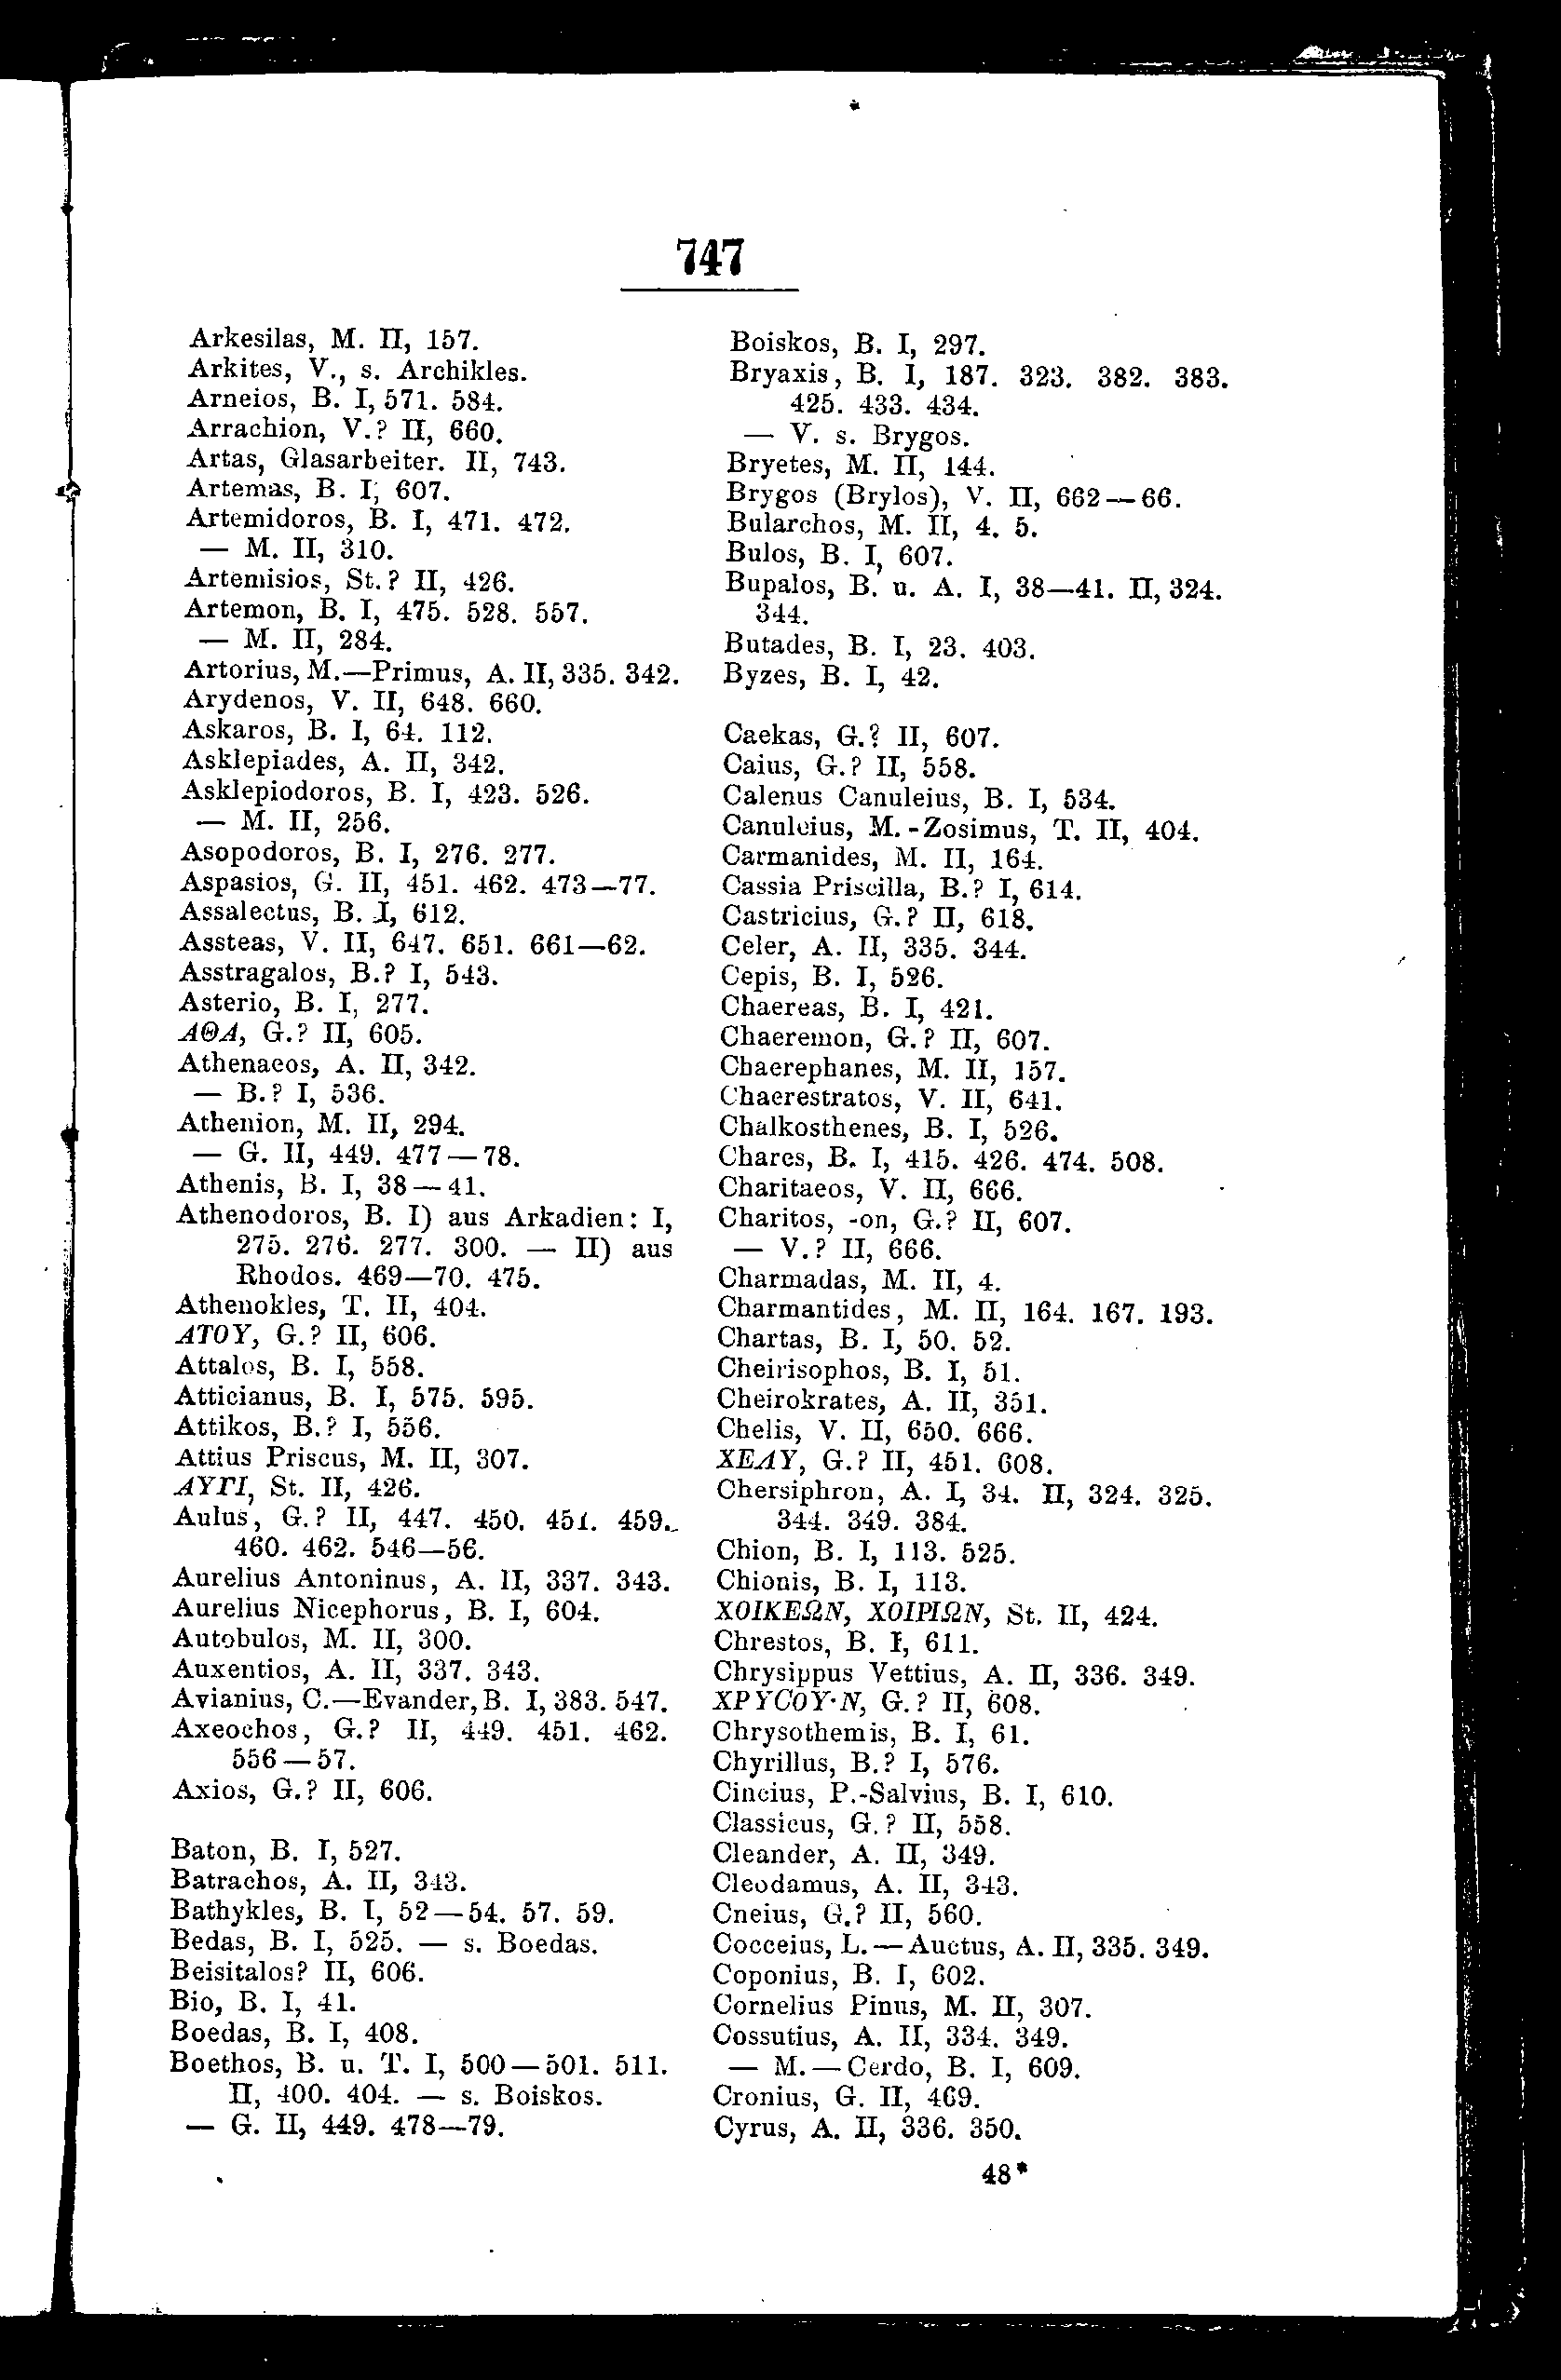 747
Arkesilas, M. II, 157.
Arkites, V., s. Archikles.
Arneios, B. I, 571. 584.
Arrachion, V.? II, 660.
Artas, Glasarbeiter. II, 743.
Artemas, B. I, 607.
Artemidoros, B. I, 471. 472.
— M. II, 310.
Artemisios, St.? II, 426.
Artemon, B. I, 475. 528. 557.
— M. II, 284.
Artorius, M.—Primus, A. II, 335. 342.
Arydenos, V. II, 648. 660.
Askaros, B. I, 64. 112.
Asklepiades, A. II, 342.
Asklepiodoros, B. I, 423. 526.
— M. II, 256.
Asopodoros, B. I, 276. 277.
Aspasios, G. II, 451. 462. 473—77.
Assalectus, B. I, 612.
Assteas, V. II, 647. 651. 661—62.
Asstragalos, B.? I, 543.
Asterio, B. I, 277.
ΑΘΑ, G.? II, 605.
Athenaeos, A. II, 342.
— B.? I, 536.
Athenion, M. II, 294.
— G. II, 449. 477—78.
Athenis, B. I, 38—41.
Athenodoros, B. I) aus Arkadien: I,
275. 276. 277. 300. — II) aus
Rhodos. 469—70. 475.
Athenokles, T. II, 404.
ΑΤΟΥ, G.? II, 606.
Attalos, B. I, 558.
Atticianus, B. I, 575. 595.
Attikos, B.? I, 556.
Attius Priscus, M. II, 307.
ΑΥΓΙ, St. II, 426.
Aulus, G.? II, 447. 450. 451. 459.
460. 462. 546—56.
Aurelius Antoninus, A. II, 337. 343.
Aurelius Nicephorus, B. I, 604.
Autobulos, M. II, 300.
Auxentios, A. II, 337. 343.
Avianius, C.—Evander, B. I, 383. 547.
Axeochos, G.? II, 449. 451. 462.
556—57.
Axios, G.? II, 606.
Baton, B. I, 527.
Batrachos, A. II, 343.
Bathykles, B. I, 52—54. 57. 59.
Bedas, B. I, 525. — s. Boedas.
Beisitalos? II, 606.
Bio, B. I, 41.
Boedas, B. I, 408.
Boethos, B. u. T. I, 500—501. 511.
II, 400. 404. — s. Boiskos.
— G. II, 449. 478—79.
Boiskos, B. I, 297.
Bryaxis, B. I, 187. 323. 382. 383.
425. 433. 434.
— V. s. Brygos.
Bryetes, M. II, 144.
Brygos (Brylos), V. II, 662—66.
Bularchos, M. II, 4. 5.
Bulos, B. I, 607.
Bupalos, B. u. A. I, 38—41. II, 324.
344.
Butades, B. I, 23. 403.
Byzes, B. I, 42.
Caekas, G.? II, 607.
Caius, G.? II, 558.
Calenus Canuleius, B. I, 534.
Canuleius, M.-Zosimus, T. II, 404.
Carmanides, M. II, 164.
Cassia Priscilla, B.? I, 614.
Castricius, G.? II, 618.
Celer, A. II, 335. 344.
Cepis, B. I, 526.
Chaereas, B. I, 421.
Chaeremon, G.? II, 607.
Chaerephanes, M. II, 157.
Chaerestratos, V. II, 641.
Chalkosthenes, B. I, 526.
Chares, B. I, 415. 426. 474. 508.
Charitaeos, V. II, 666.
Charitos, -on, G.? II, 607.
— V.? II, 666.
Charmadas, M. II, 4.
Charmantides, M. II, 164. 167. 193.
Chartas, B. I, 50. 52.
Cheirisophos, B. I, 51.
Cheirokrates, A. II, 351.
Chelis, V. II, 650. 666.
ΧΕΛΥ, G.? II, 451. 608.
Chersiphron, A. I, 34. II, 324. 325.
344. 349. 384.
Chion, B. I, 113. 525.
Chionis, B. I, 113.
ΧΟΙΚΕΩΝ, ΧΟΙΡΙΩΝ, St. II, 424.
Chrestos, B. I, 611.
Chrysippus Vettius, A. II, 336. 349.
ΧΡΥCΟΥ·Ν, G.? II, 608.
Chrysothemis, B. I, 61.
Chyrillus, B.? I, 576.
Cincius, P.-Salvius, B. I, 610.
Classicus, G.? II, 558.
Cleander, A. II, 349.
Cleodamus, A. II, 343.
Cneius, G.? II, 560.
Cocceius, L.—Auctus, A. II, 335. 349.
Coponius, B. I, 602.
Cornelius Pinus, M. II, 307.
Cossutius, A. II, 334. 349.
— M.—Cerdo, B. I, 609.
Cronius, G. II, 469.
Cyrus, A. II, 336. 350.
48*